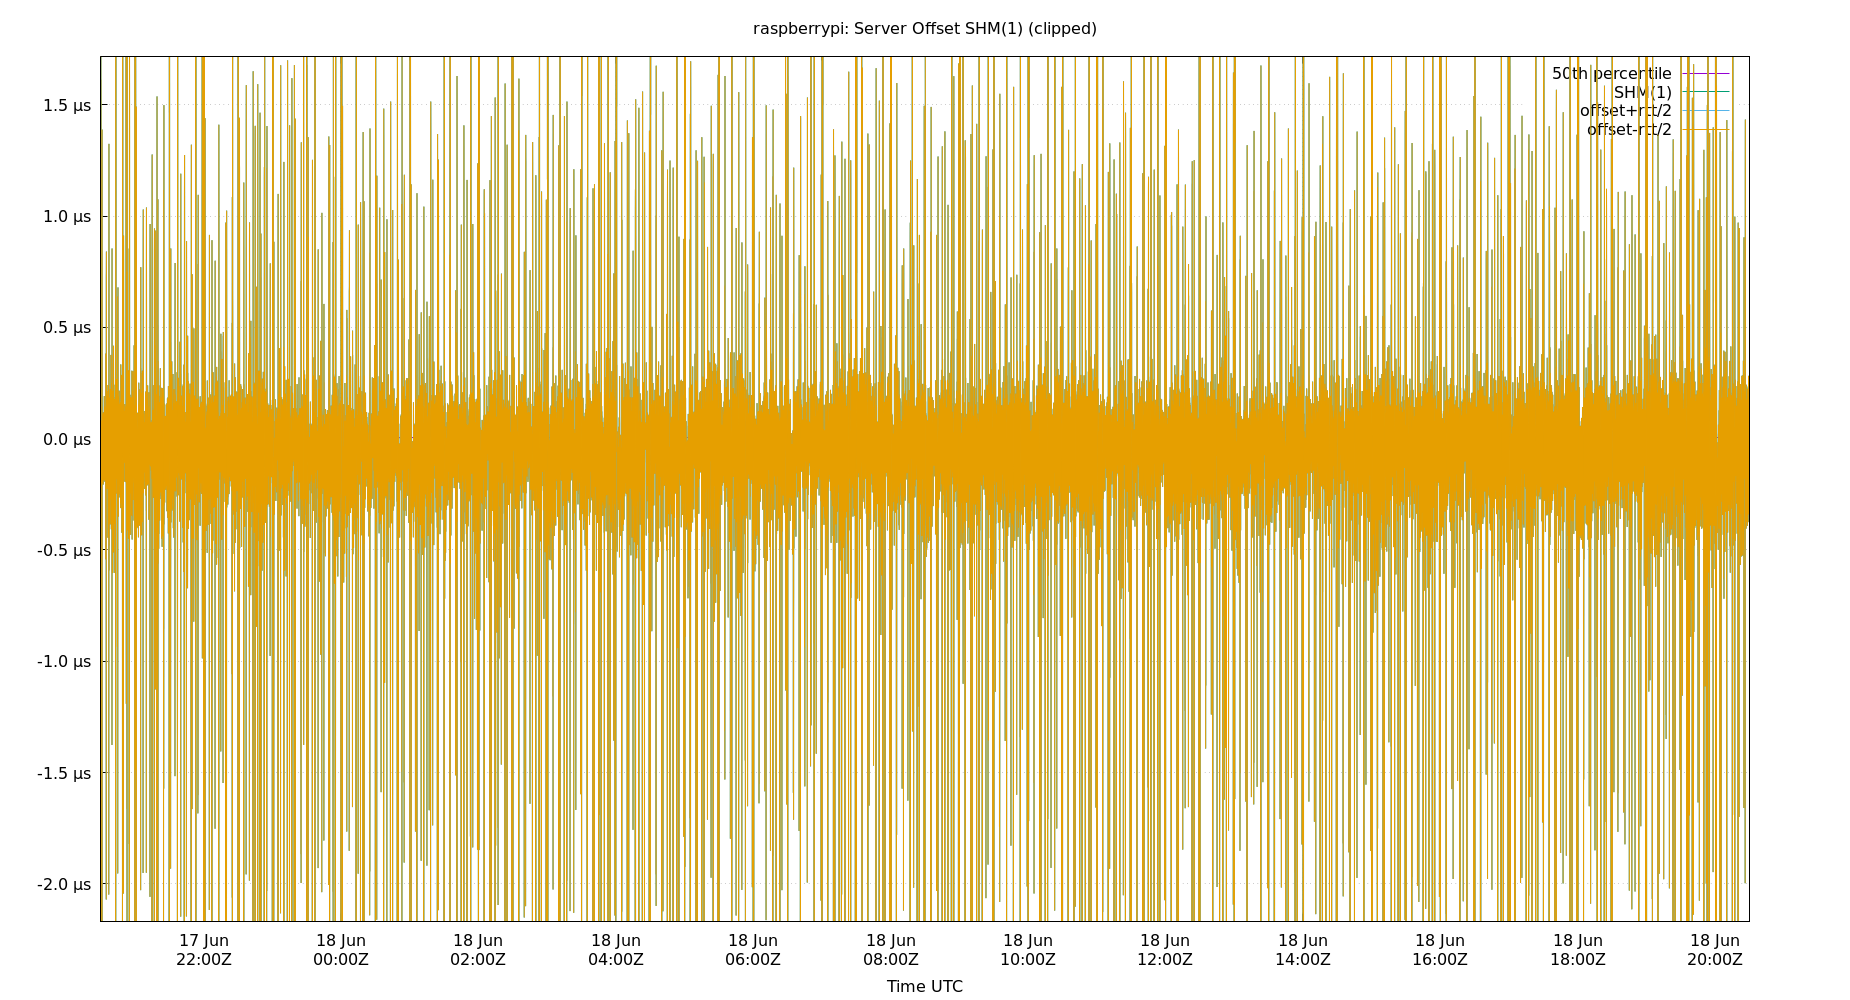 raspberrypi: Server Offset SHM(1) (clipped)
50th percentile
SHM(1)
offset+rtt/2
offset-rtt/2
1.5 µs
1.0 µs
0.5 µs
0.0 µs
-0.5 µs
-1.0 µs
-1.5 µs
-2.0 µs
17 Jun 18 Jun 18 Jun 18 Jun 18 Jun 18 Jun 18 Jun 18 Jun 18 Jun 18 Jun 18 Jun 18 Jun
22:00Z 00:00Z 02:00Z 04:00Z 06:00Z 08:00Z 10:00Z 12:00Z 14:00Z 16:00Z 18:00Z 20:00Z
Time UTC